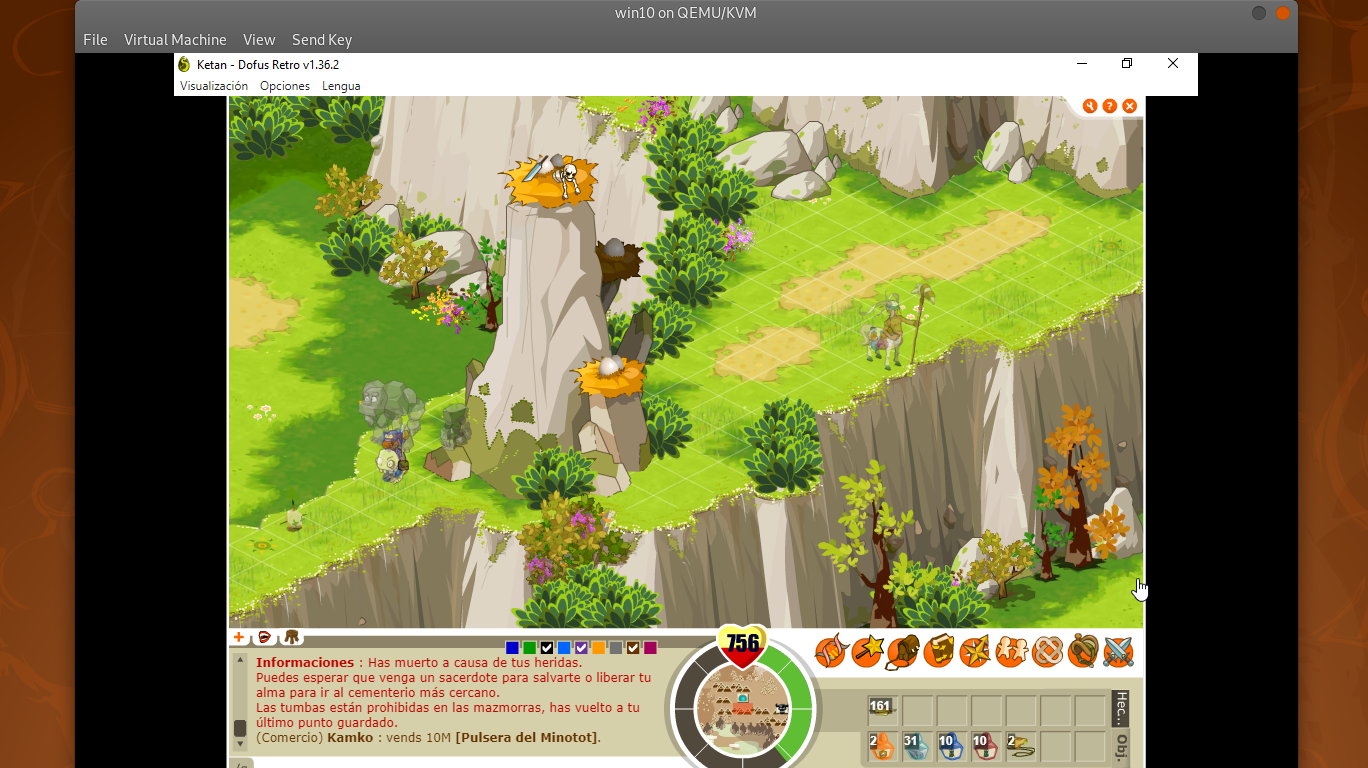 win10 on QEMU/KVM
File Virtual Machine View Send Key
Ketan - Dofus Retro v1.36.2
Visualización Opciones Lengua
756
Informaciones : Has muerto a causa de tus heridas.
Puedes esperar que venga un sacerdote para salvarte o liberar tu
alma para ir al cementerio más cercano.
Las tumbas están prohibidas en las mazmorras, has vuelto a tu
último punto guardado.
(Comercio) Kamko : vends 10M [Pulsera del Minotot].
161
Hec...
2 31 10 10 2
Obj.